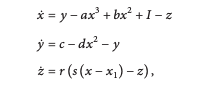 ẋ = y − ax³ + bx² + I − z
ẏ = c − dx² − y
ż = r (s(x − x₁) − z),